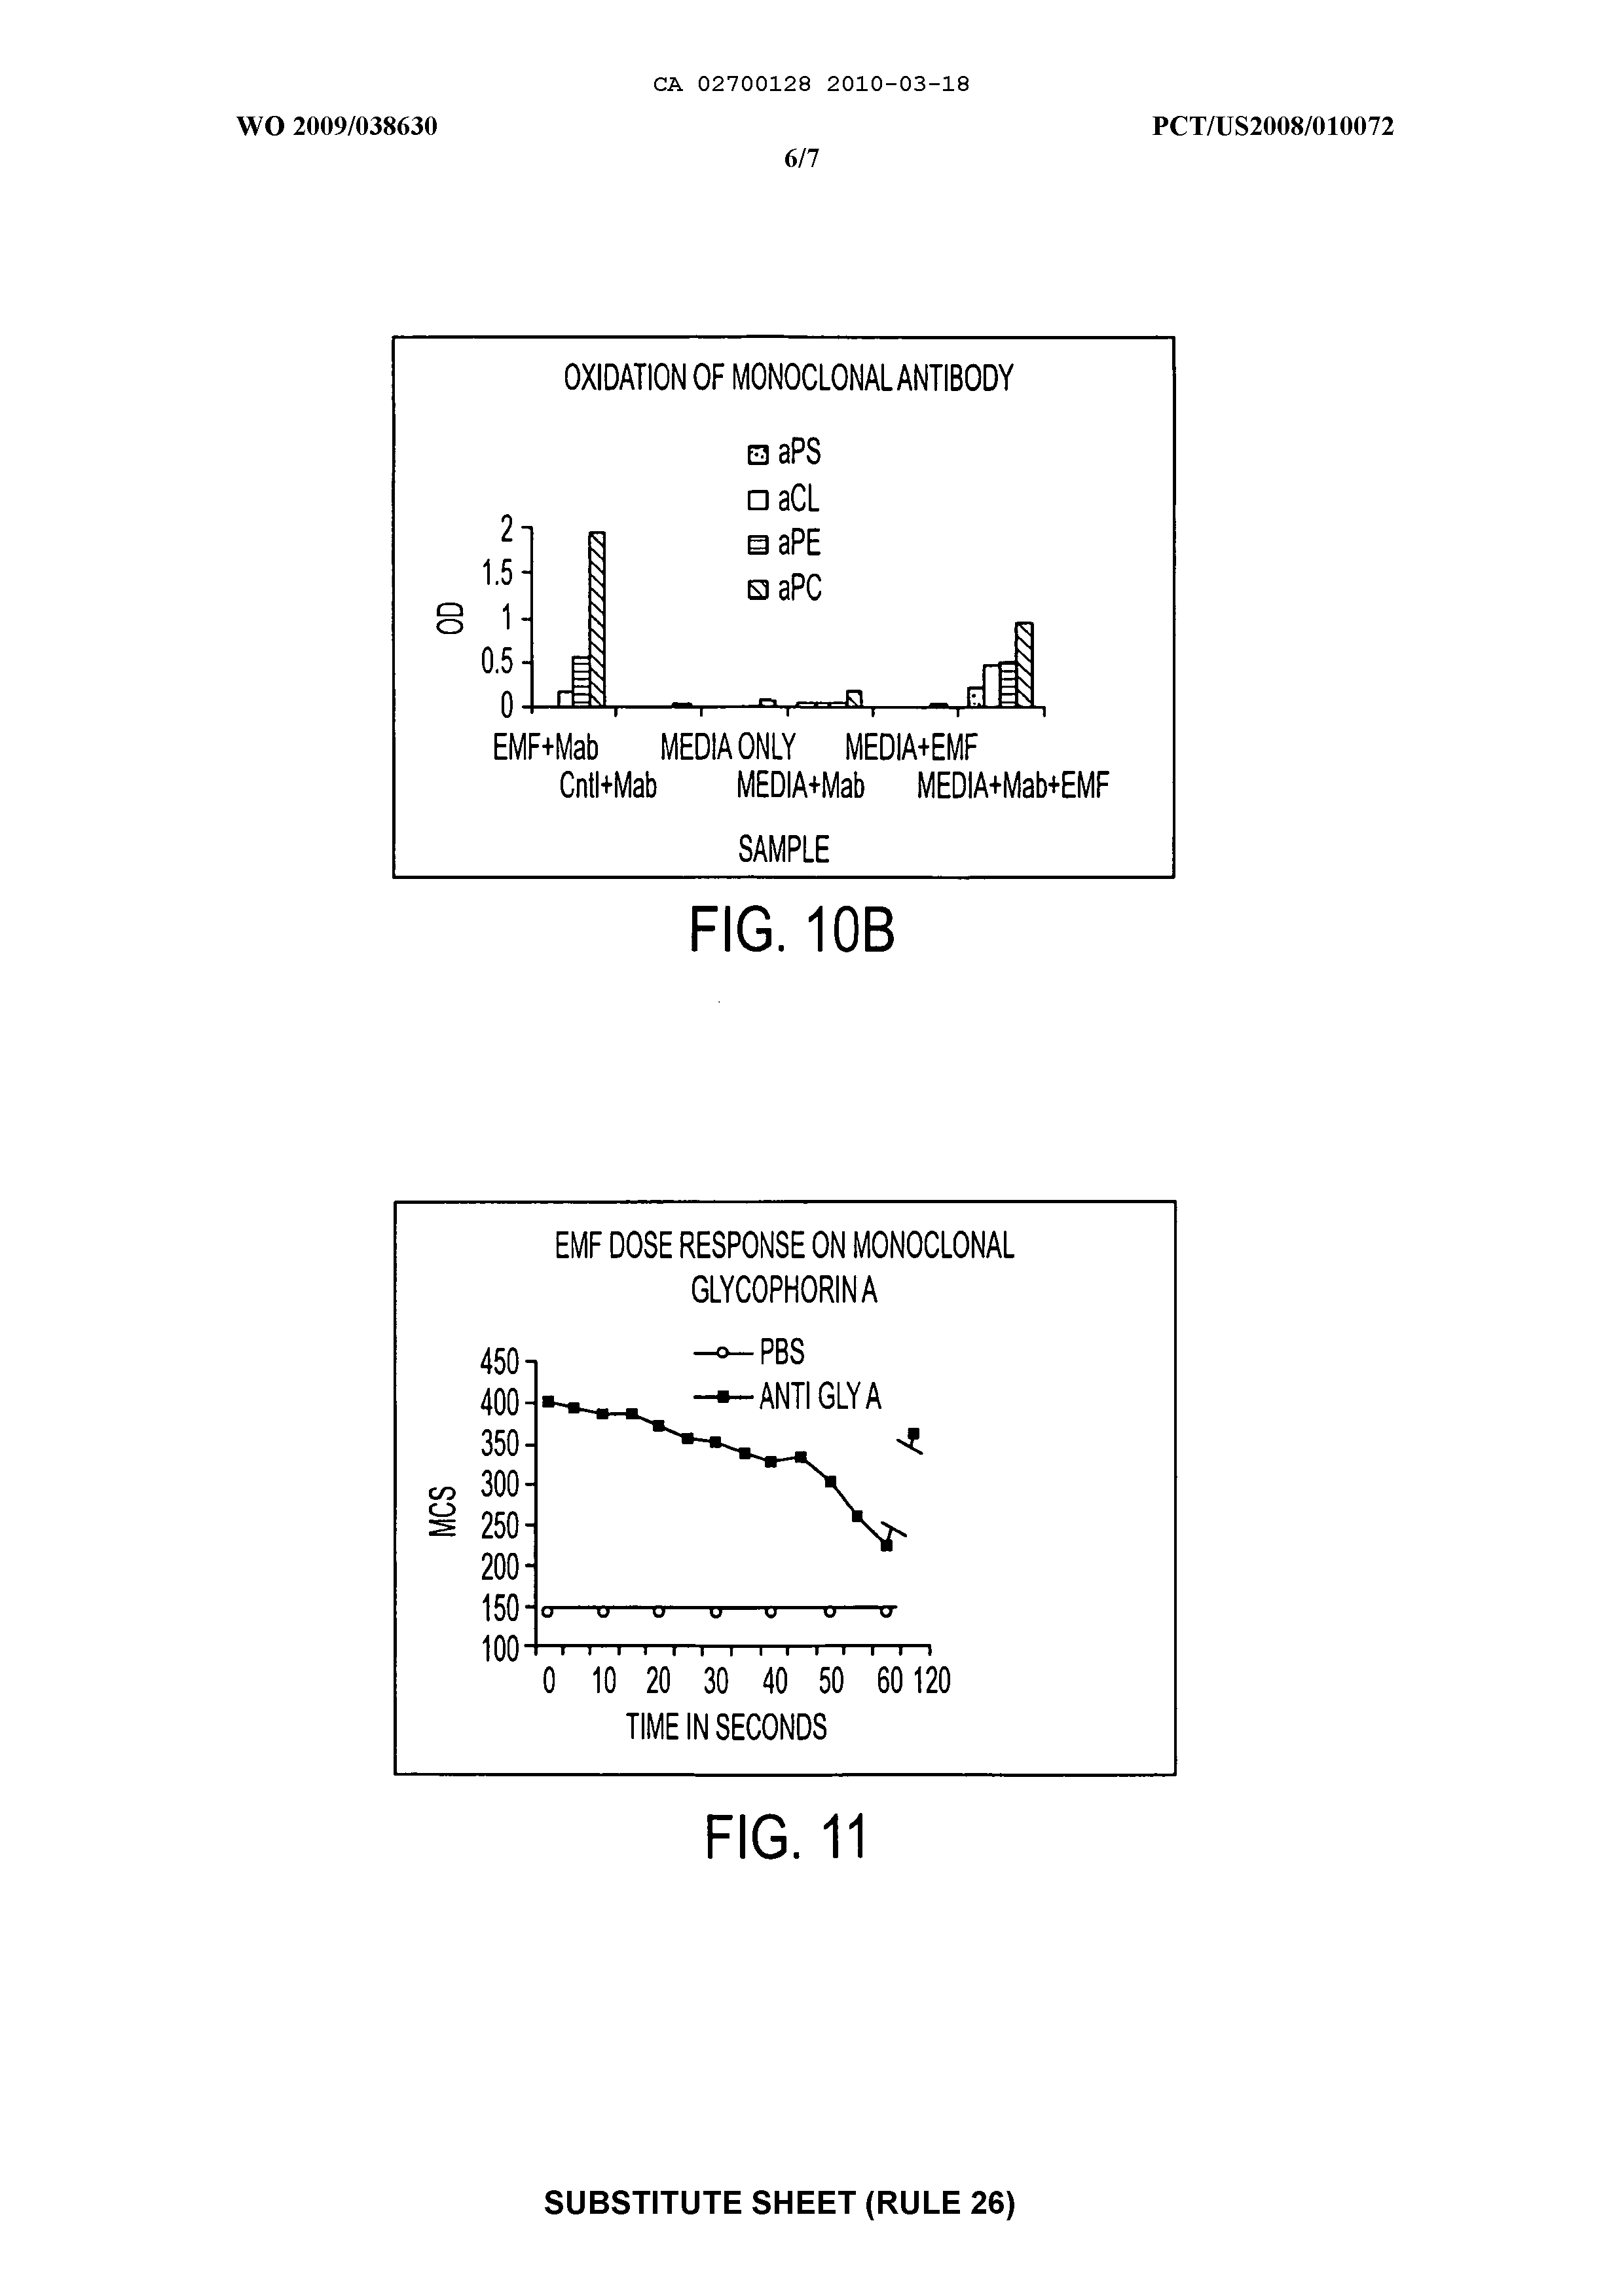 CA 02700128 2010-03-18
WO 2009/038630
PCT/US2008/010072
6/7
OXIDATION OF MONOCLONAL ANTIBODY
aPS
aCL
aPE
aPC
2
1.5
1
0.5
0
OD
EMF+Mab
MEDIA ONLY
MEDIA+EMF
Cntl+Mab
MEDIA+Mab
MEDIA+Mab+EMF
SAMPLE
FIG. 10B
EMF DOSE RESPONSE ON MONOCLONAL
GLYCOPHORIN A
PBS
ANTI GLY A
450
400
350
300
250
200
150
100
MCS
0 10 20 30 40 50 60 120
TIME IN SECONDS
FIG. 11
SUBSTITUTE SHEET (RULE 26)